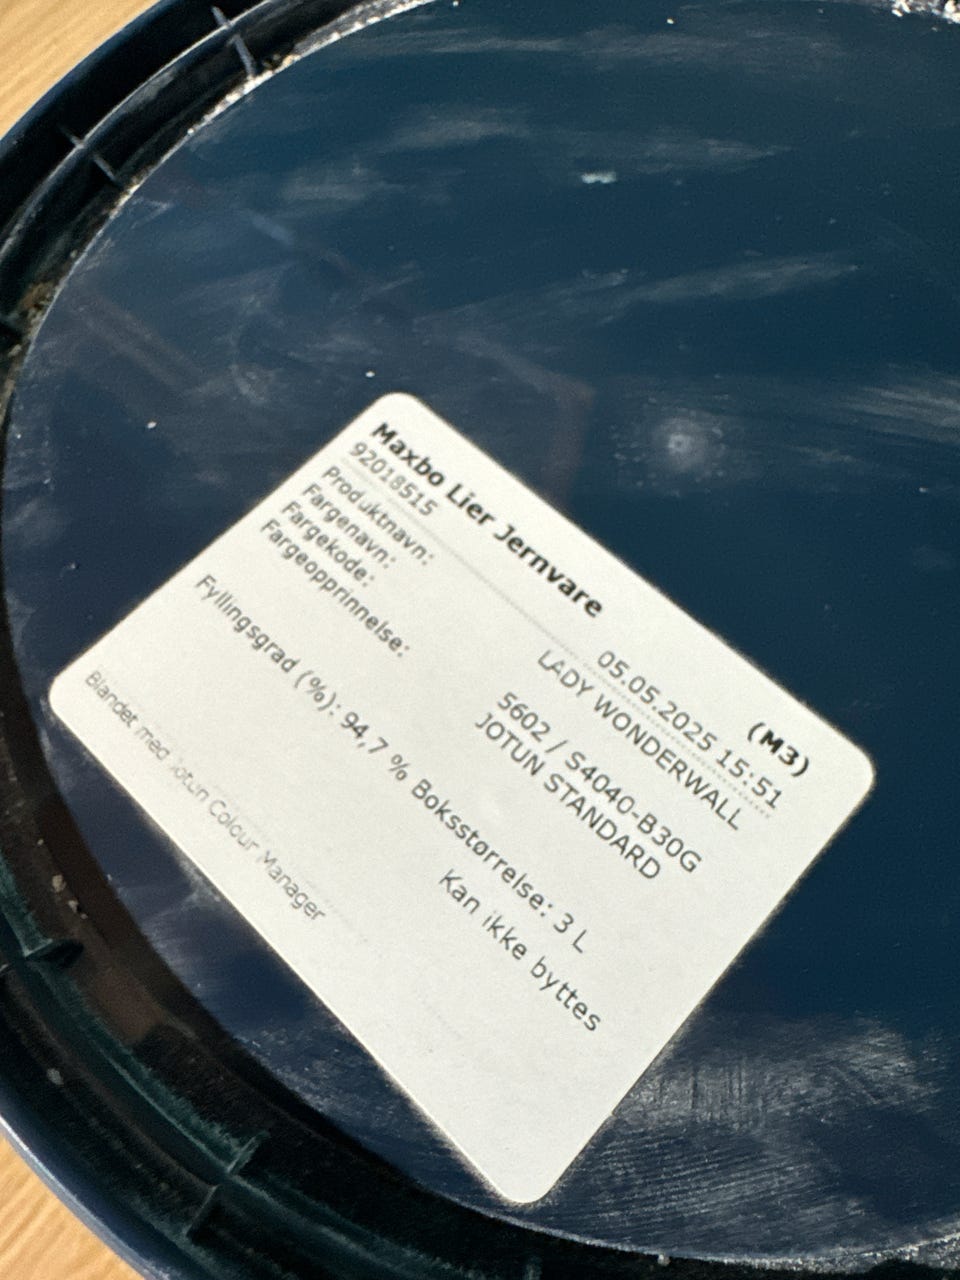 Maxbo Lier Jernvare (M3)
92018515 05.05.2025 15:51
Produktnavn: LADY WONDERWALL
Fargenavn:
Fargekode: 5602 / S4040-B30G
Fargeopprinnelse: JOTUN STANDARD
Fyllingsgrad (%): 94,7 % Boksstørrelse: 3 L
Kan ikke byttes
Blandet med Jotun Colour Manager